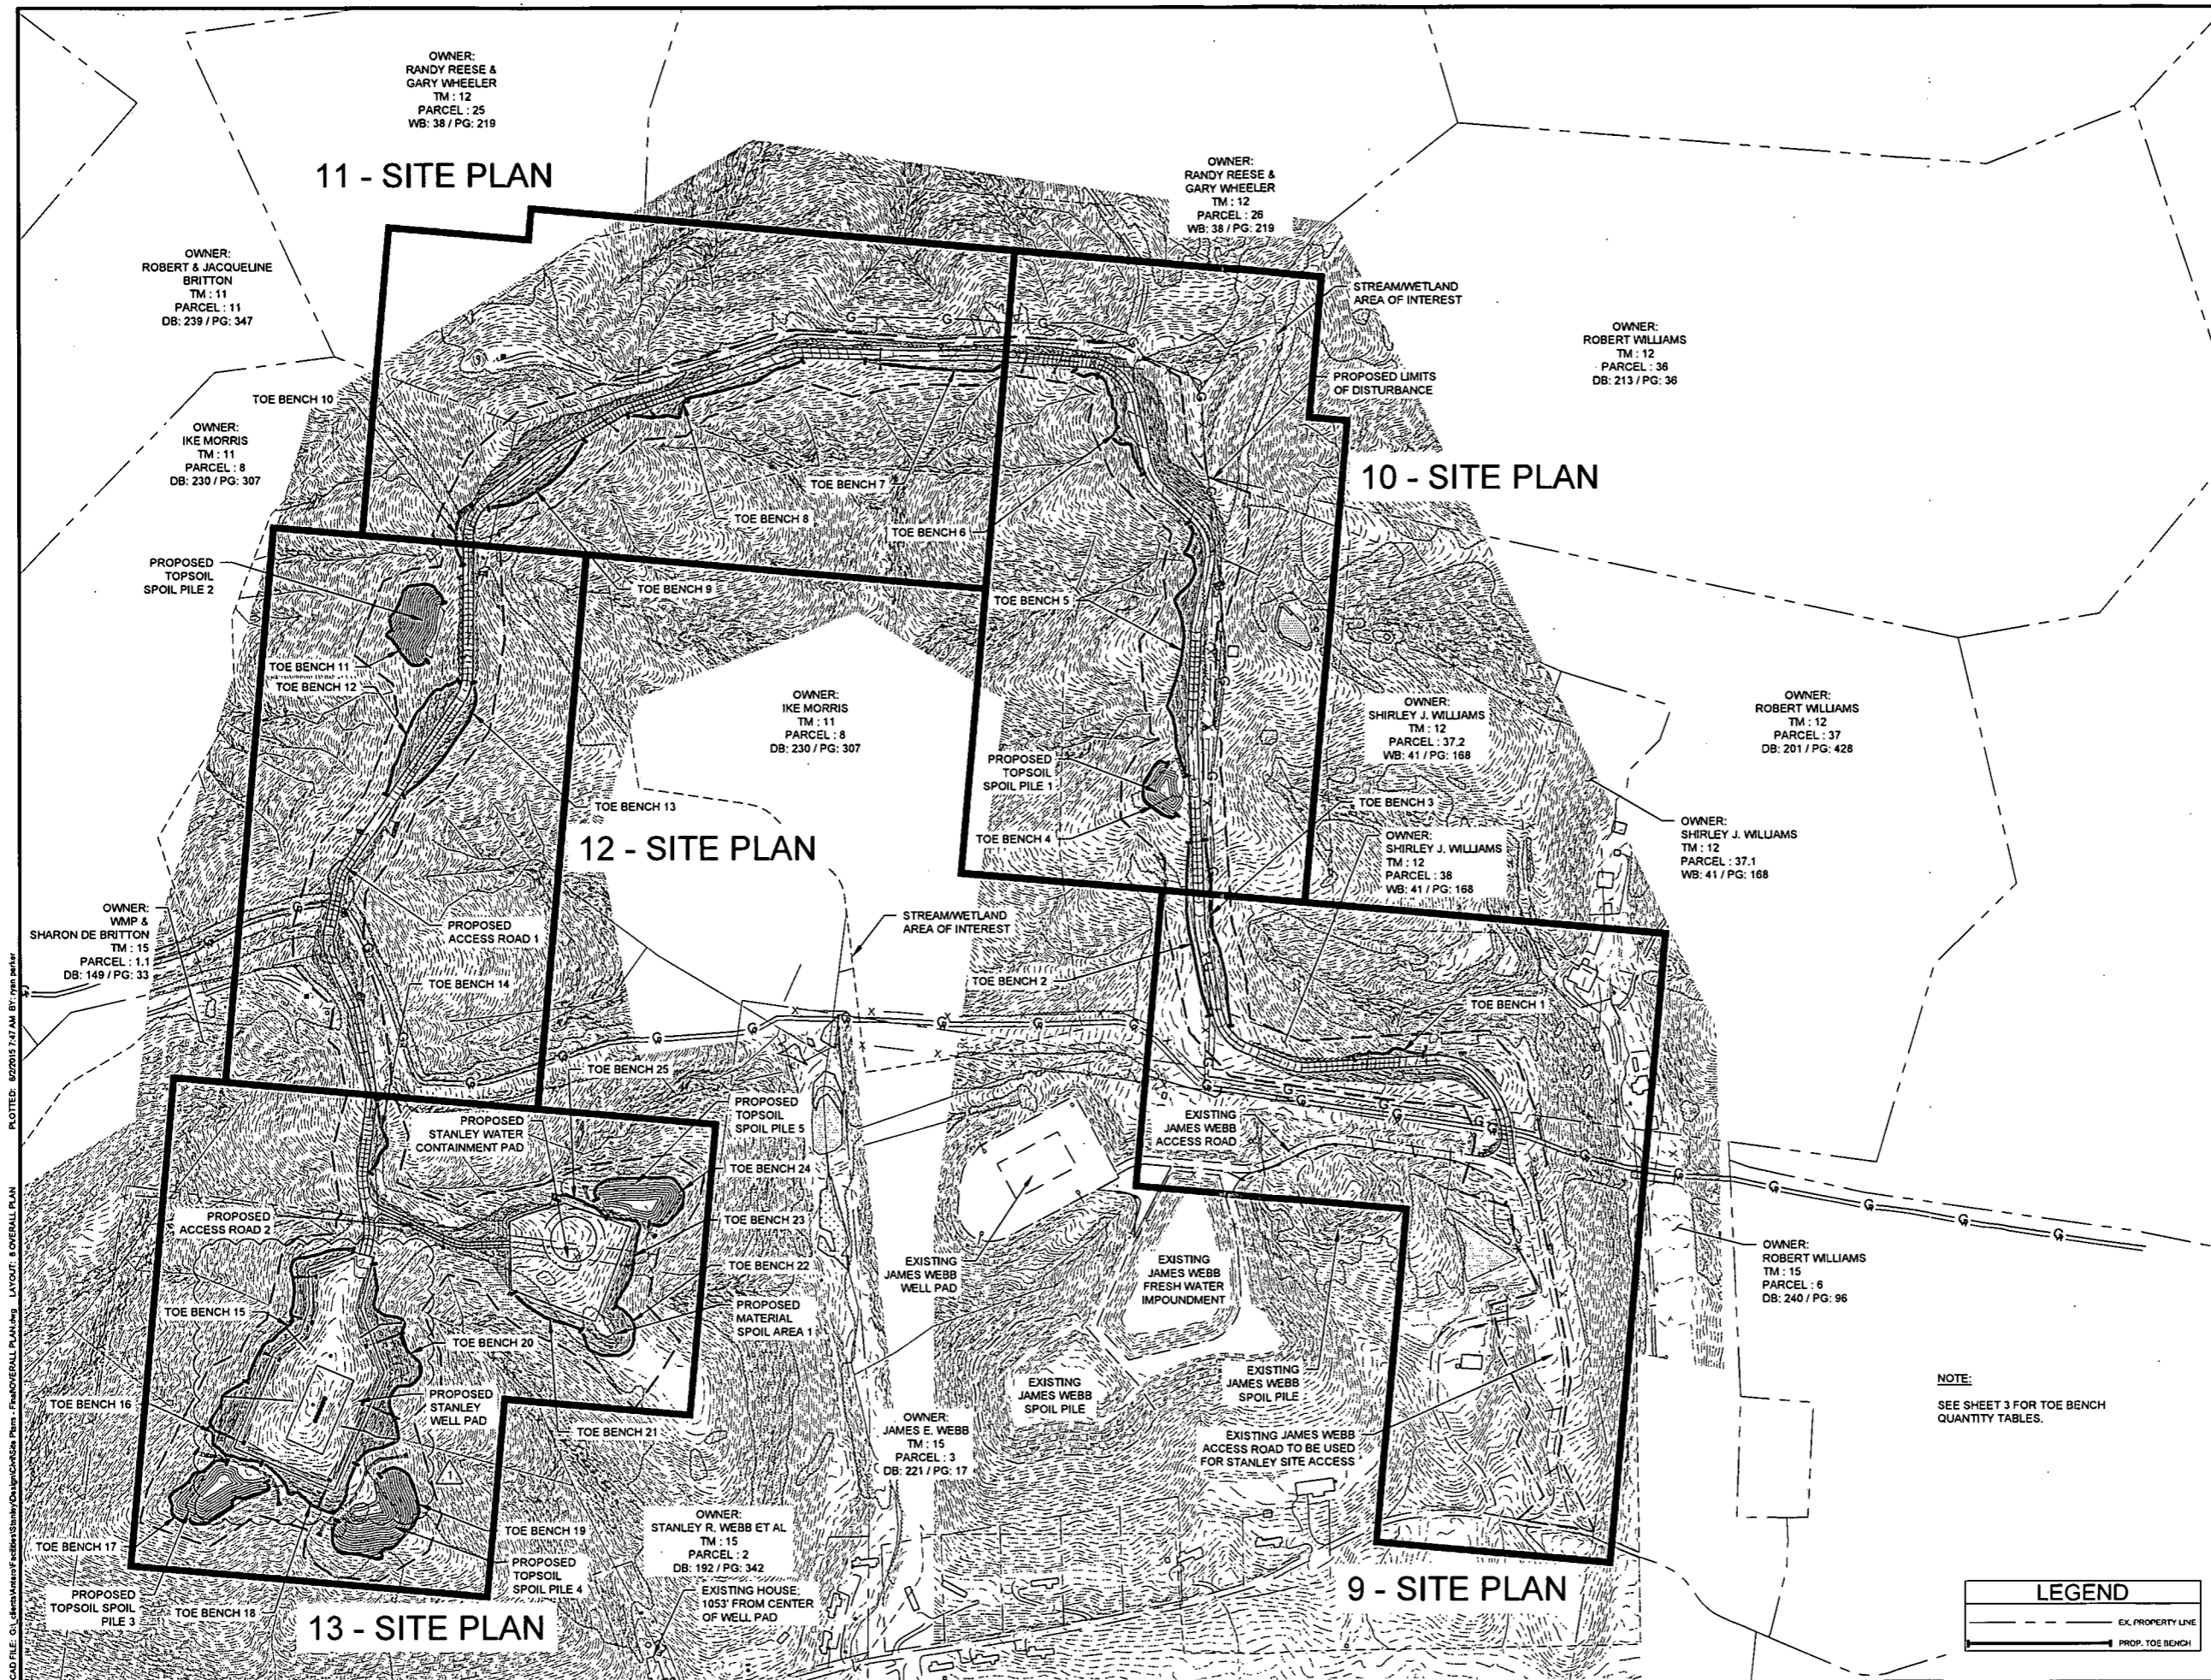 OWNER:
RANDY REESE &
GARY WHEELER
TM : 12
PARCEL : 25
WB: 38 / PG: 219
11 - SITE PLAN
OWNER:
RANDY REESE &
GARY WHEELER
TM : 12
PARCEL : 26
WB: 38 / PG: 219
OWNER:
ROBERT & JACQUELINE
BRITTON
TM : 11
PARCEL : 11
DB: 239 / PG: 347
STREAM/WETLAND
AREA OF INTEREST
OWNER:
ROBERT WILLIAMS
TM : 12
PARCEL : 36
DB: 213 / PG: 36
PROPOSED LIMITS
OF DISTURBANCE
TOE BENCH 10
OWNER:
IKE MORRIS
TM : 11
PARCEL : 8
DB: 230 / PG: 307
10 - SITE PLAN
TOE BENCH 7
TOE BENCH 8
TOE BENCH 6
PROPOSED
TOPSOIL
SPOIL PILE 2
TOE BENCH 9
TOE BENCH 5
TOE BENCH 11
TOE BENCH 12
OWNER:
IKE MORRIS
TM : 11
PARCEL : 8
DB: 230 / PG: 307
OWNER:
SHIRLEY J. WILLIAMS
TM : 12
PARCEL : 37.2
WB: 41 / PG: 168
OWNER:
ROBERT WILLIAMS
TM : 12
PARCEL : 37
DB: 201 / PG: 428
PROPOSED
TOPSOIL
SPOIL PILE 1
TOE BENCH 13
TOE BENCH 3
TOE BENCH 4
12 - SITE PLAN
OWNER:
SHIRLEY J. WILLIAMS
TM : 12
PARCEL : 38
WB: 41 / PG: 168
OWNER:
SHIRLEY J. WILLIAMS
TM : 12
PARCEL : 37.1
WB: 41 / PG: 168
OWNER:
WMP &
SHARON DE BRITTON
TM : 15
PARCEL : 1.1
DB: 149 / PG: 33
PROPOSED
ACCESS ROAD 1
STREAM/WETLAND
AREA OF INTEREST
TOE BENCH 14
TOE BENCH 2
TOE BENCH 1
TOE BENCH 25
PROPOSED
STANLEY WATER
CONTAINMENT PAD
PROPOSED
TOPSOIL
SPOIL PILE 5
EXISTING
JAMES WEBB
ACCESS ROAD
TOE BENCH 24
PROPOSED
ACCESS ROAD 2
TOE BENCH 23
TOE BENCH 22
EXISTING
JAMES WEBB
WELL PAD
EXISTING
JAMES WEBB
FRESH WATER
IMPOUNDMENT
OWNER:
ROBERT WILLIAMS
TM : 15
PARCEL : 6
DB: 240 / PG: 96
TOE BENCH 15
PROPOSED
MATERIAL
SPOIL AREA 1
TOE BENCH 20
EXISTING
JAMES WEBB
SPOIL PILE
EXISTING
JAMES WEBB
SPOIL PILE
TOE BENCH 16
PROPOSED
STANLEY
WELL PAD
TOE BENCH 21
OWNER:
JAMES E. WEBB
TM : 15
PARCEL : 3
DB: 221 / PG: 17
EXISTING JAMES WEBB
ACCESS ROAD TO BE USED
FOR STANLEY SITE ACCESS
NOTE:
SEE SHEET 3 FOR TOE BENCH
QUANTITY TABLES.
1
OWNER:
STANLEY R. WEBB ET AL
TM : 15
PARCEL : 2
DB: 192 / PG: 342
TOE BENCH 19
TOE BENCH 17
PROPOSED
TOPSOIL
SPOIL PILE 4
EXISTING HOUSE;
1053' FROM CENTER
OF WELL PAD
PROPOSED
TOPSOIL SPOIL
PILE 3
TOE BENCH 18
13 - SITE PLAN
9 - SITE PLAN
LEGEND
EX. PROPERTY LINE
PROP. TOE BENCH
PLOTTED: 6/2/2015 7:47 AM BY: ryan parker
LAYOUT: 8 OVERALL PLAN